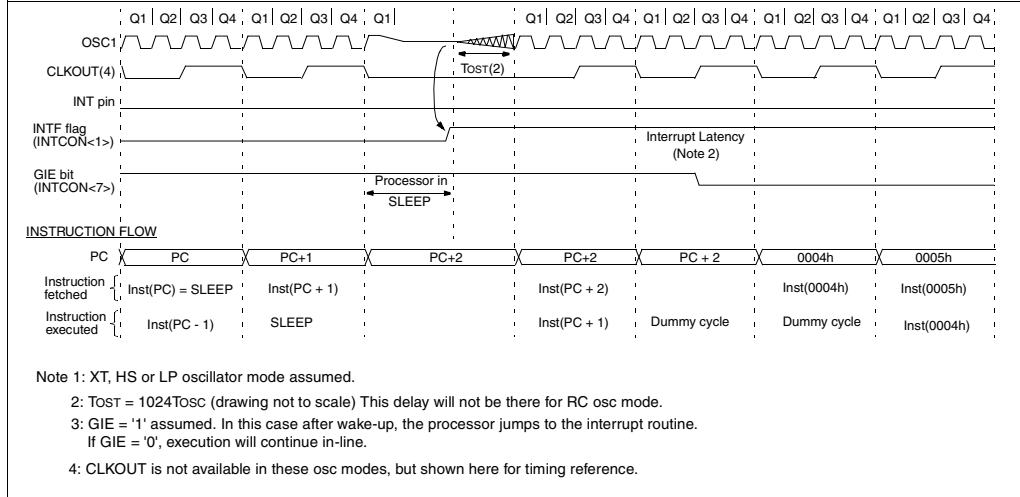 Q1 Q2 Q3 Q4 Q1 Q2 Q3 Q4 Q1 Q1 Q2 Q3 Q4 Q1 Q2 Q3 Q4 Q1 Q2 Q3 Q4 Q1 Q2 Q3 Q4
OSC1
TOST(2)
CLKOUT(4)
INT pin
INTF flag
(INTCON<1>)
Interrupt Latency
(Note 2)
GIE bit
(INTCON<7>)
Processor in
SLEEP
INSTRUCTION FLOW
PC PC PC+1 PC+2 PC+2 PC + 2 0004h 0005h
Instruction
fetched
Inst(PC) = SLEEP Inst(PC + 1) Inst(PC + 2) Inst(0004h) Inst(0005h)
Instruction
executed
Inst(PC - 1) SLEEP Inst(PC + 1) Dummy cycle Dummy cycle Inst(0004h)
Note 1: XT, HS or LP oscillator mode assumed.
2: TOST = 1024TOSC (drawing not to scale) This delay will not be there for RC osc mode.
3: GIE = '1' assumed. In this case after wake-up, the processor jumps to the interrupt routine.
If GIE = '0', execution will continue in-line.
4: CLKOUT is not available in these osc modes, but shown here for timing reference.